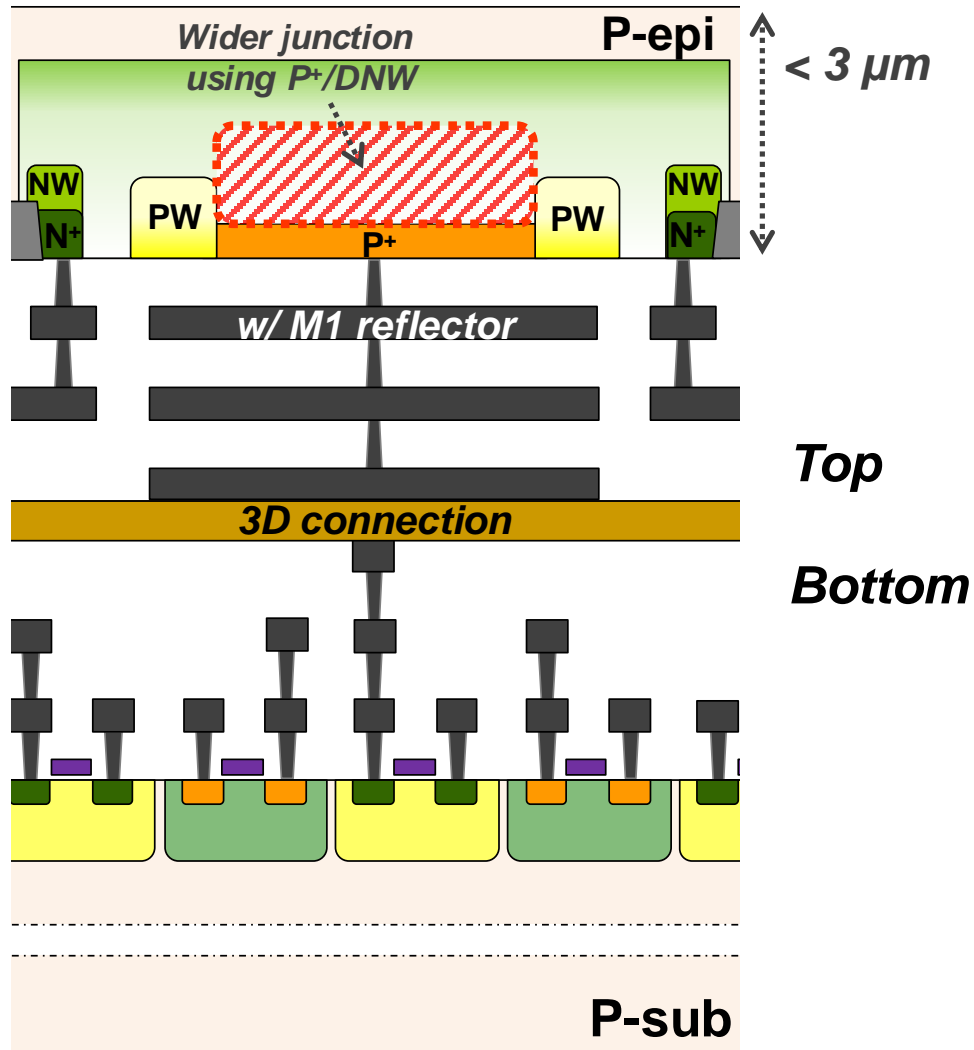 Wider junction
using P⁺/DNW
P-epi
< 3 µm
NW
N⁺
PW
P⁺
PW
NW
N⁺
w/ M1 reflector
3D connection
Top
Bottom
P-sub